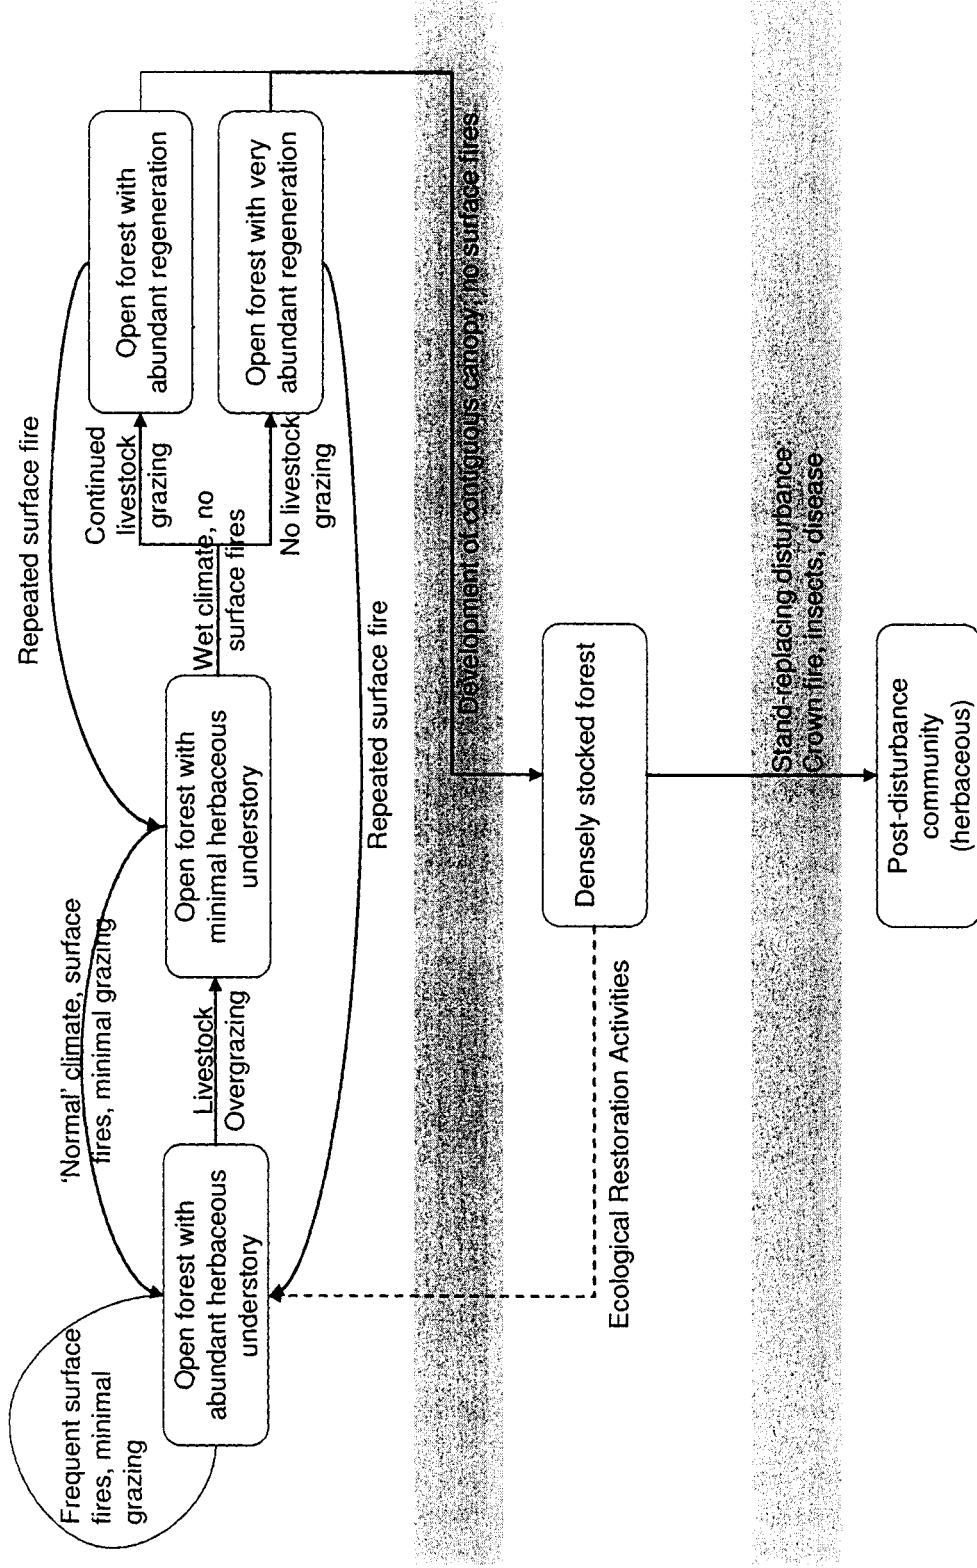 Frequent surface
fires, minimal
grazing
'Normal' climate, surface
fires, minimal grazing
Repeated surface fire
Open forest with
abundant herbaceous
understory
Livestock
Overgrazing
Open forest with
minimal herbaceous
understory
Wet climate, no
surface fires
Continued
livestock
grazing
No livestock
grazing
Open forest with
abundant regeneration
Open forest with very
abundant regeneration
Repeated surface fire
Development of contiguous canopy, no surface fires
Densely stocked forest
Ecological Restoration Activities
Stand-replacing disturbance:
Crown fire, insects, disease
Post-disturbance
community
(herbaceous)